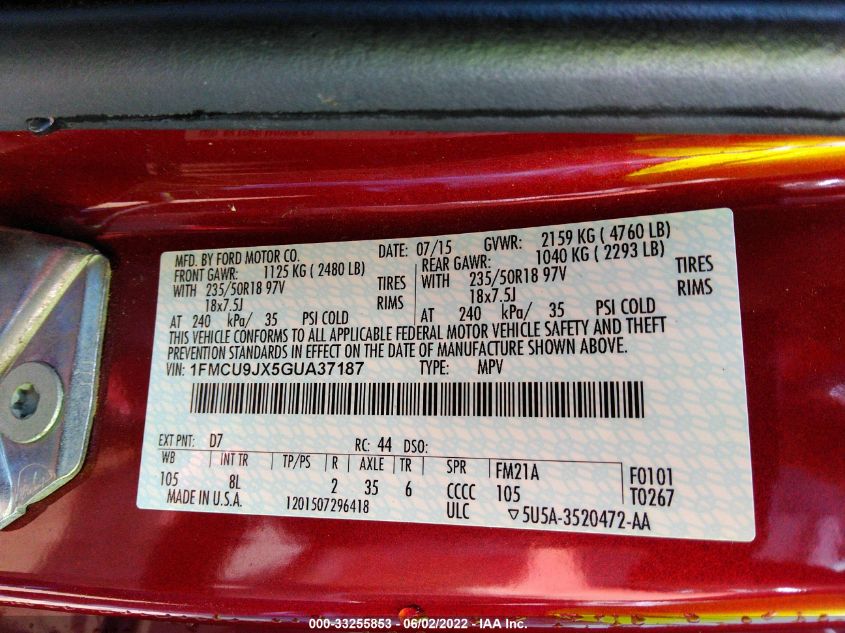 MFD. BY FORD MOTOR CO. DATE: 07/15 GVWR: 2159 KG ( 4760 LB)
FRONT GAWR: 1125 KG ( 2480 LB) REAR GAWR: 1040 KG ( 2293 LB)
WITH 235/50R18 97V TIRES WITH 235/50R18 97V TIRES
18x7.5J RIMS 18x7.5J RIMS
AT 240 kPa/ 35 PSI COLD AT 240 kPa/ 35 PSI COLD
THIS VEHICLE CONFORMS TO ALL APPLICABLE FEDERAL MOTOR VEHICLE SAFETY AND THEFT
PREVENTION STANDARDS IN EFFECT ON THE DATE OF MANUFACTURE SHOWN ABOVE.
VIN: 1FMCU9JX5GUA37187 TYPE: MPV
EXT PNT: D7 RC: 44 DSO:
WB INT TR TP/PS R AXLE TR SPR FM21A F0101
105 8L 2 35 6 CCCC 105 T0267
MADE IN U.S.A. 1201507296418 ULC ▽5U5A-3520472-AA
000-33255853 - 06/02/2022 - IAA Inc.